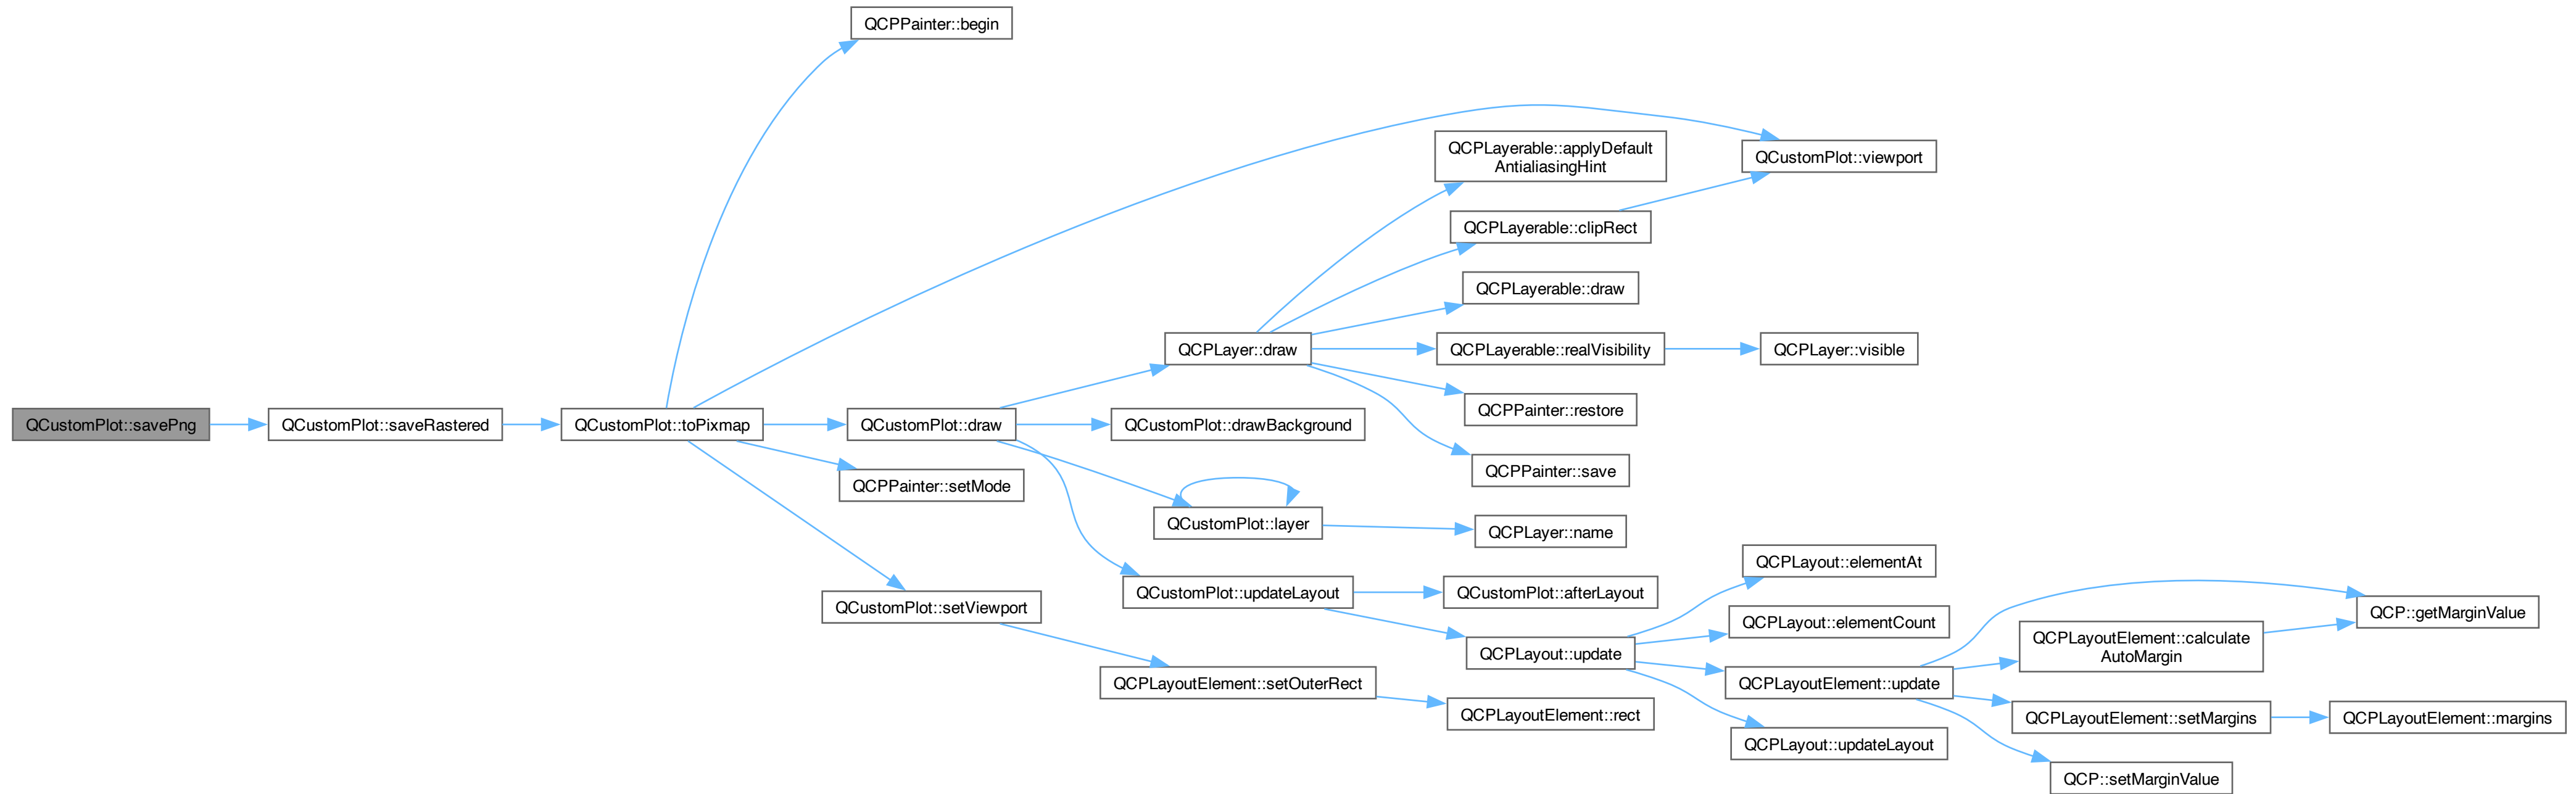 QCPPainter::begin
QCPLayerable::applyDefault
AntialiasingHint
QCustomPlot::viewport
QCPLayerable::clipRect
QCPLayerable::draw
QCPLayer::draw
QCPLayerable::realVisibility
QCPLayer::visible
QCPPainter::restore
QCustomPlot::savePng
QCustomPlot::saveRastered
QCustomPlot::toPixmap
QCustomPlot::draw
QCustomPlot::drawBackground
QCPPainter::save
QCPPainter::setMode
QCustomPlot::layer
QCPLayer::name
QCPLayout::elementAt
QCustomPlot::updateLayout
QCustomPlot::afterLayout
QCustomPlot::setViewport
QCP::getMarginValue
QCPLayout::elementCount
QCPLayoutElement::calculate
AutoMargin
QCPLayout::update
QCPLayoutElement::setOuterRect
QCPLayoutElement::update
QCPLayoutElement::rect
QCPLayoutElement::setMargins
QCPLayoutElement::margins
QCPLayout::updateLayout
QCP::setMarginValue